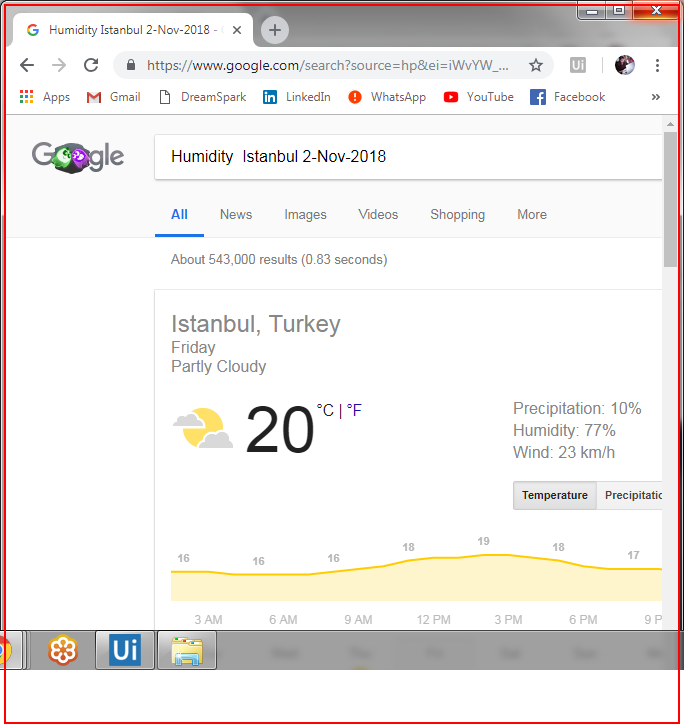 Humidity Istanbul 2-Nov-2018 -
https://www.google.com/search?source=hp&ei=iWvYW_...
Ui
Apps Gmail DreamSpark LinkedIn WhatsApp YouTube Facebook »
Google
Humidity  Istanbul 2-Nov-2018
All News Images Videos Shopping More
About 543,000 results (0.83 seconds)
Istanbul, Turkey
Friday
Partly Cloudy
20 °C | °F
Precipitation: 10%
Humidity: 77%
Wind: 23 km/h
Temperature Precipitatio
16 16 16 18 19 18 17
3 AM 6 AM 9 AM 12 PM 3 PM 6 PM 9 P
Ui